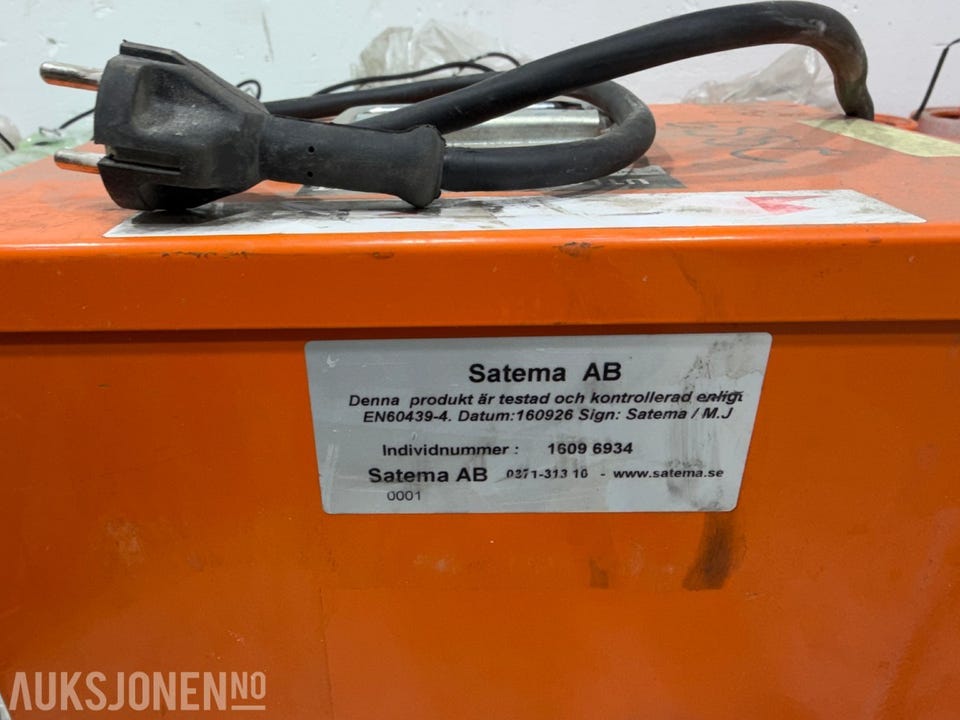 Satema AB
Denna produkt är testad och kontrollerad enligt
EN60439-4. Datum:160926 Sign: Satema / M.J
Individnummer : 1609 6934
Satema AB 0371-313 10 - www.satema.se
0001
AUKSJONEN NO